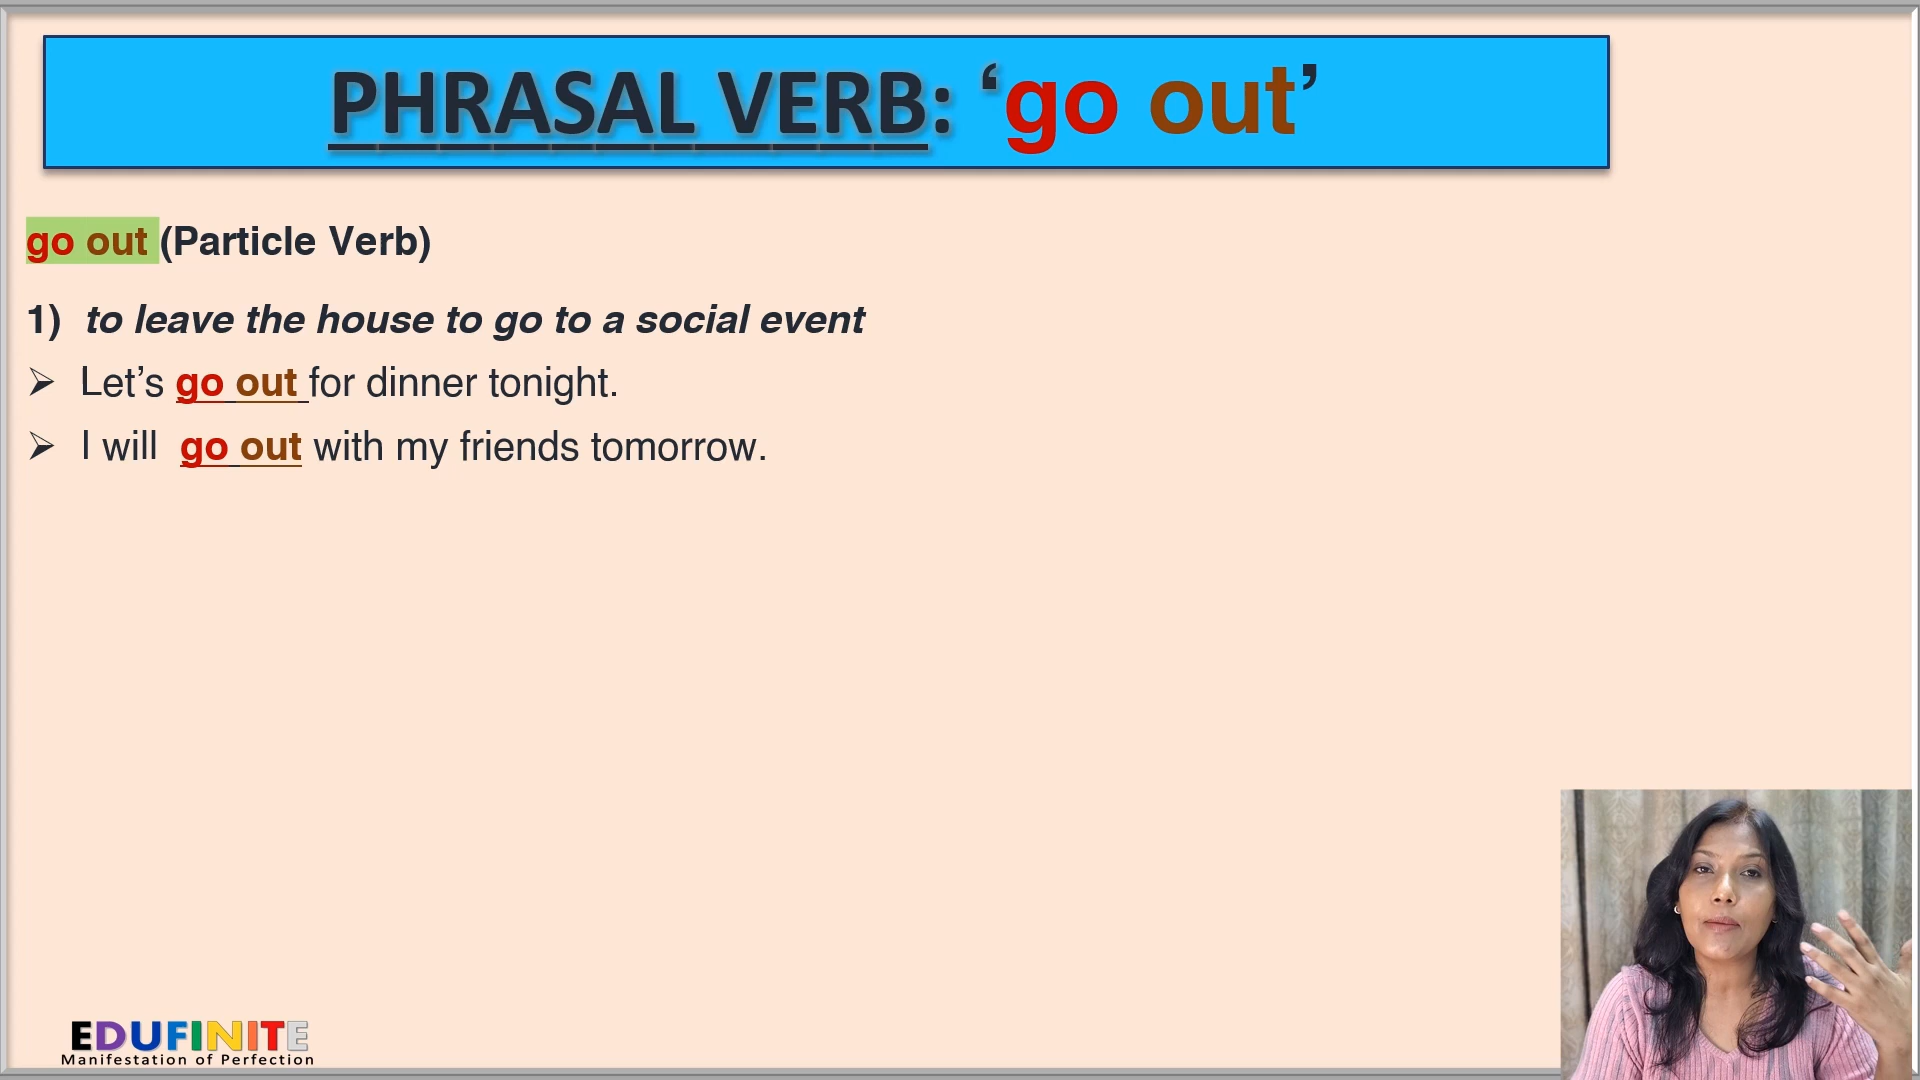 PHRASAL VERB: ‘go out’
go out (Particle Verb)
1) to leave the house to go to a social event
➢ Let’s go out for dinner tonight.
➢ I will go out with my friends tomorrow.
EDUFINITE
Manifestation of Perfection